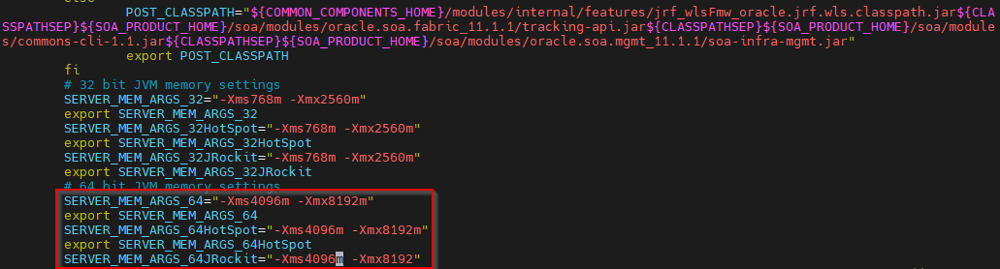 else
POST_CLASSPATH="${COMMON_COMPONENTS_HOME}/modules/internal/features/jrf_wlsFmw_oracle.jrf.wls.classpath.jar${CLA
SSPATHSEP}${SOA_PRODUCT_HOME}/soa/modules/oracle.soa.fabric_11.1.1/tracking-api.jar${CLASSPATHSEP}${SOA_PRODUCT_HOME}/soa/module
s/commons-cli-1.1.jar${CLASSPATHSEP}${SOA_PRODUCT_HOME}/soa/modules/oracle.soa.mgmt_11.1.1/soa-infra-mgmt.jar"
export POST_CLASSPATH
fi
# 32 bit JVM memory settings
SERVER_MEM_ARGS_32="-Xms768m -Xmx2560m"
export SERVER_MEM_ARGS_32
SERVER_MEM_ARGS_32HotSpot="-Xms768m -Xmx2560m"
export SERVER_MEM_ARGS_32HotSpot
SERVER_MEM_ARGS_32JRockit="-Xms768m -Xmx2560m"
export SERVER_MEM_ARGS_32JRockit
# 64 bit JVM memory settings
SERVER_MEM_ARGS_64="-Xms4096m -Xmx8192m"
export SERVER_MEM_ARGS_64
SERVER_MEM_ARGS_64HotSpot="-Xms4096m -Xmx8192m"
export SERVER_MEM_ARGS_64HotSpot
SERVER_MEM_ARGS_64JRockit="-Xms4096m -Xmx8192"